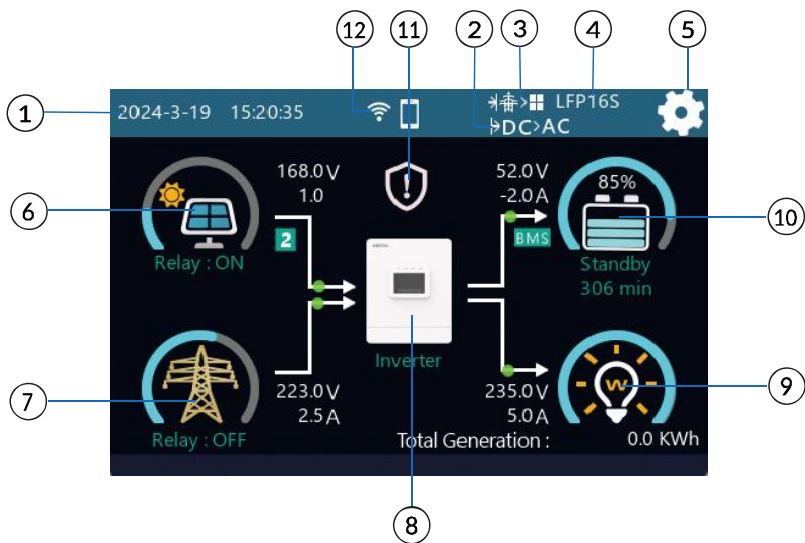 12
11
2
3
4
5
1
2024-3-19 15:20:35
LFP16S
DC>AC
168.0V
1.0
52.0V
-2.0A
85%
6
10
2
BMS
Relay : ON
Standby
306 min
Inverter
7
9
223.0V
2.5A
235.0V
5.0A
Relay : OFF
Total Generation : 0.0 KWh
8